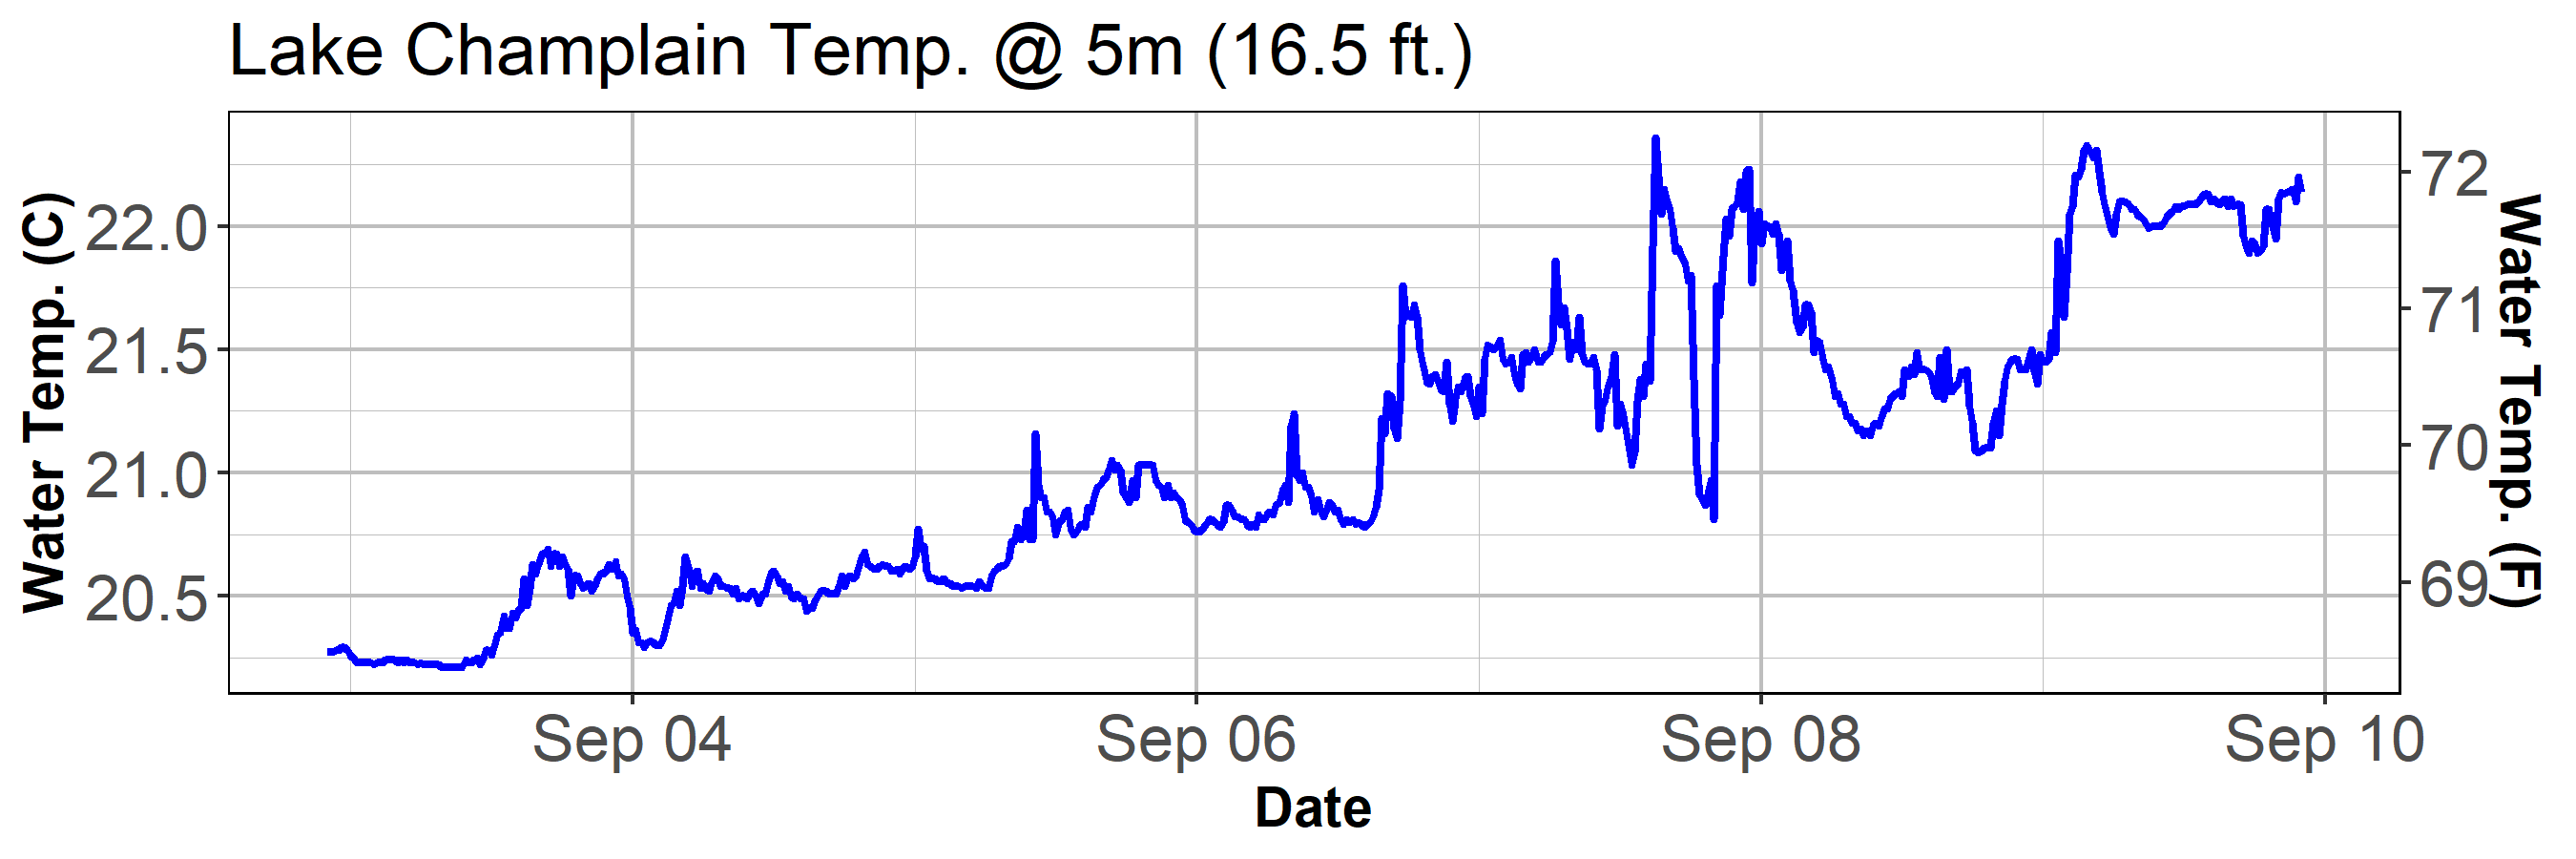 Lake Champlain Temp. @ 5m (16.5 ft.)
Water Temp. (C)
22.0
21.5
21.0
20.5
72
71
70
69
Water Temp. (F)
Sep 04
Sep 06
Sep 08
Sep 10
Date